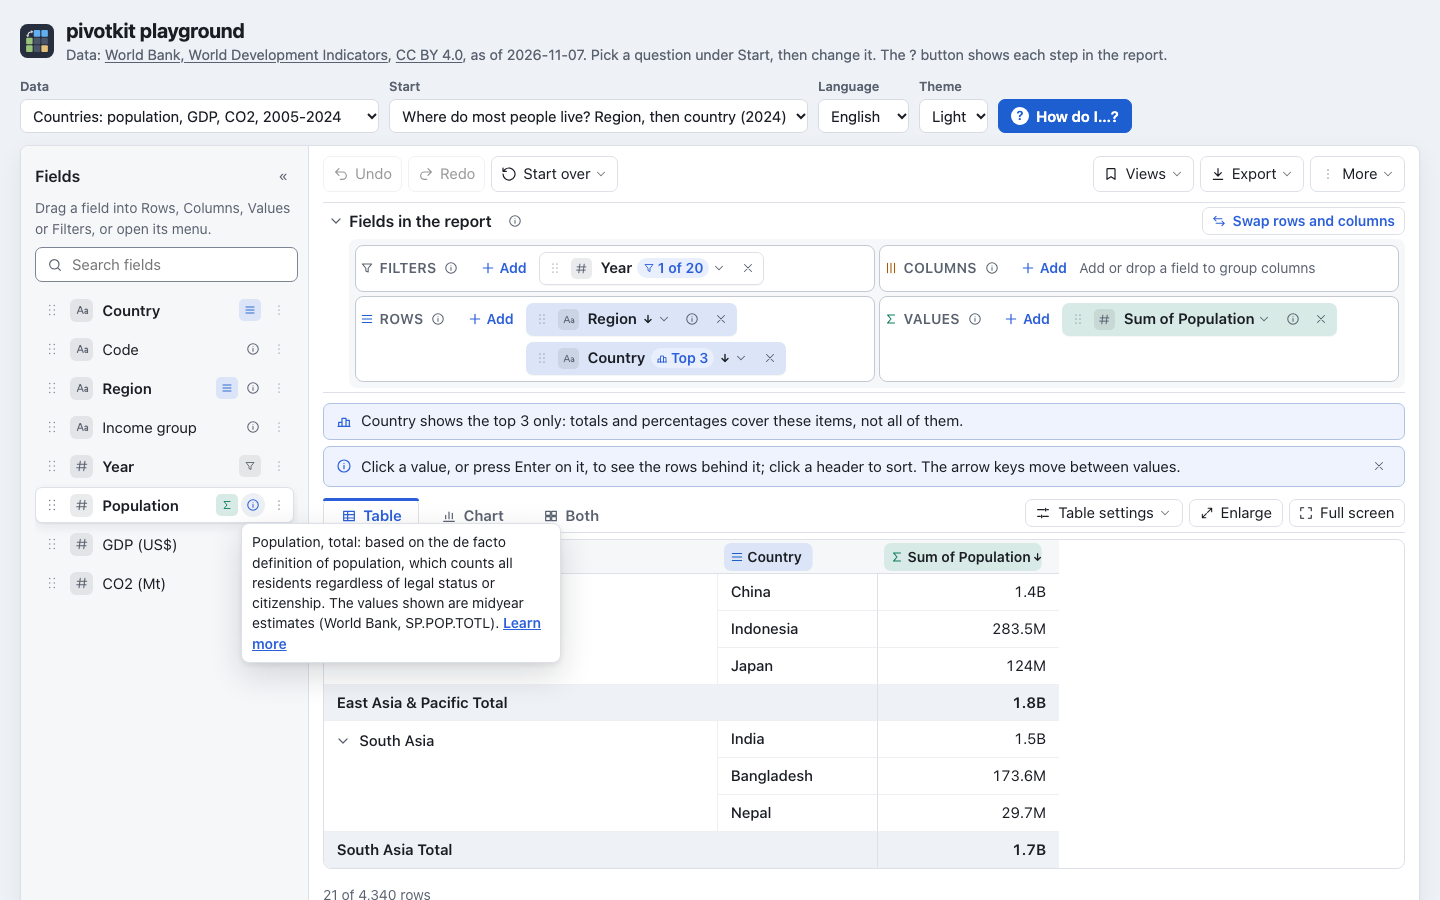 pivotkit playground
Data: World Bank, World Development Indicators, CC BY 4.0, as of 2026-11-07. Pick a question under Start, then change it. The ? button shows each step in the report.
Data
Start
Language
Theme
Countries: population, GDP, CO2, 2005-2024
Where do most people live? Region, then country (2024)
English
Light
? How do I...?
Fields
«
Drag a field into Rows, Columns, Values
or Filters, or open its menu.
Search fields
Aa Country
Aa Code
Aa Region
Aa Income group
# Year
# Population Σ
# GDP (US$)
# CO2 (Mt)
Population, total: based on the de facto
definition of population, which counts all
residents regardless of legal status or
citizenship. The values shown are midyear
estimates (World Bank, SP.POP.TOTL). Learn
more
Undo
Redo
Start over
Views
Export
More
Fields in the report
Swap rows and columns
FILTERS
+ Add
# Year 1 of 20
COLUMNS
+ Add
Add or drop a field to group columns
ROWS
+ Add
Aa Region ↓
Aa Country Top 3 ↓
Σ VALUES
+ Add
# Sum of Population
Country shows the top 3 only: totals and percentages cover these items, not all of them.
Click a value, or press Enter on it, to see the rows behind it; click a header to sort. The arrow keys move between values.
Table
Chart
Both
Table settings
Enlarge
Full screen
Country
Σ Sum of Population ↓
China 1.4B
Indonesia 283.5M
Japan 124M
East Asia & Pacific Total 1.8B
South Asia India 1.5B
Bangladesh 173.6M
Nepal 29.7M
South Asia Total 1.7B
21 of 4,340 rows